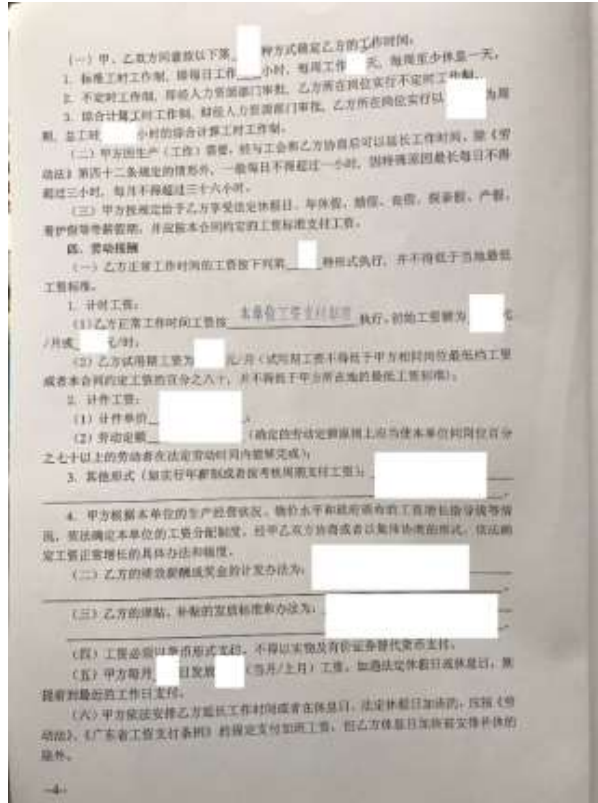 (一)甲、乙双方同意按以下第 种方式确定乙方的工作时间:
1. 标准工时工作制,即每日工作 小时,每周工作 天,每周至少休息一天。
2. 不定时工作制,即经人力资源部门审批,乙方所在岗位实行不定时工作制。
3. 综合计算工时工作制,即经人力资源部门审批,乙方所在岗位实行以 为周
期,总工时 小时的综合计算工时工作制。
(二)甲方因生产(工作)需要,经与工会和乙方协商后可以延长工作时间。除《劳
动法》第四十二条规定的情形外,一般每日不得超过一小时,因特殊原因最长每日不得
超过三小时,每月不得超过三十六小时。
(三)甲方按规定给予乙方享受法定休假日、年休假、婚假、丧假、探亲假、产假、
看护假等带薪假期,并应按本合同约定的工资标准支付工资。
四、劳动报酬
(一)乙方正常工作时间的工资按下列第 种形式执行,并不得低于当地最低
工资标准。
1. 计时工资:
(1)乙方正常工作时间工资按 本单位工资支付制度 执行,初始工资额为 元
/月或 元/时;
(2)乙方试用期工资为 元/月(试用期工资不得低于甲方相同岗位最低档工资
或者本合同约定工资的百分之八十,并不得低于甲方所在地的最低工资标准);
2. 计件工资:
(1)计件单价 ,
(2)劳动定额 (确定的劳动定额原则上应当使本单位同岗位百分
之七十以上的劳动者在法定劳动时间内能够完成);
3. 其他形式(如实行年薪制或者按考核周期支付工资):
4. 甲方根据本单位的生产经营状况、物价水平和政府颁布的工资增长指导线等情
况,依法确定本单位的工资分配制度,经甲乙双方协商或者以集体协商的形式,依法确
定工资正常增长的具体办法和幅度。
(二)乙方的绩效薪酬或奖金的计发办法为:
(三)乙方的津贴、补贴的发放标准和办法为:
(四)工资必须以货币形式支付,不得以实物及有价证券替代货币支付。
(五)甲方每月 日发放 (当月/上月)工资。如遇法定休假日或休息日,须
提前到最近的工作日支付。
(六)甲方依法安排乙方延长工作时间或者在休息日、法定休假日加班的,应按《劳
动法》、《广东省工资支付条例》的规定支付加班工资,但乙方休息日加班被安排补休的
除外。
—4—